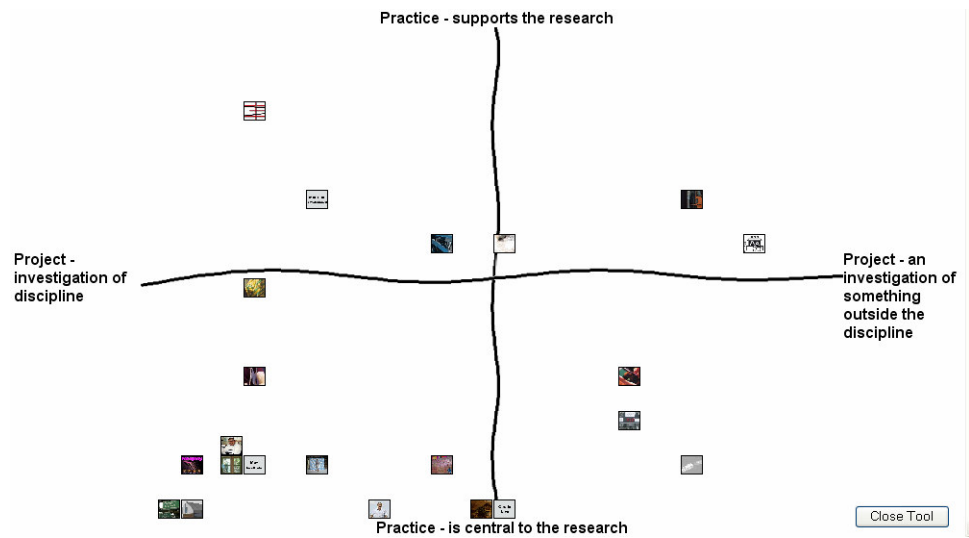 Practice - supports the research
Project -
investigation of
discipline
Project - an
investigation of
something
outside the
discipline
Practice - is central to the research
Close Tool